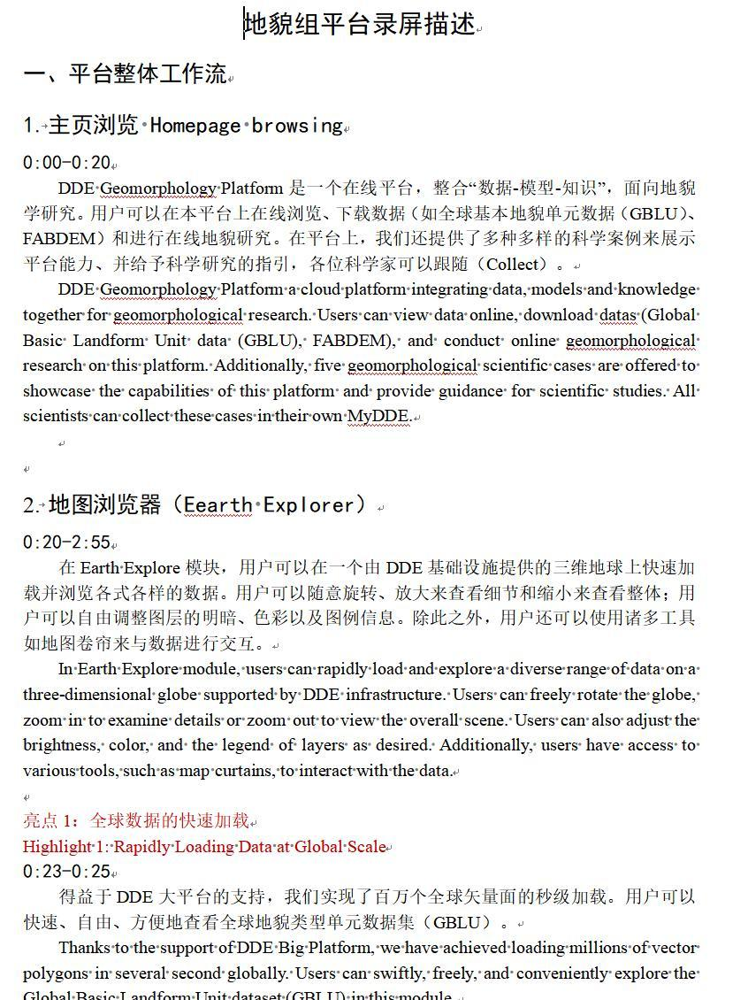 地貌组平台录屏描述
一、平台整体工作流
1. 主页浏览 Homepage browsing
0:00-0:20
DDE Geomorphology Platform 是一个在线平台，整合“数据-模型-知识”，面向地貌
学研究。用户可以在本平台上在线浏览、下载数据（如全球基本地貌单元数据（GBLU）、
FABDEM）和进行在线地貌研究。在平台上，我们还提供了多种多样的科学案例来展示
平台能力、并给予科学研究的指引，各位科学家可以跟随（Collect）。
DDE Geomorphology Platform a cloud platform integrating data, models and knowledge
together for geomorphological research. Users can view data online, download datas (Global
Basic Landform Unit data (GBLU), FABDEM), and conduct online geomorphological
research on this platform. Additionally, five geomorphological scientific cases are offered to
showcase the capabilities of this platform and provide guidance for scientific studies. All
scientists can collect these cases in their own MyDDE.
2. 地图浏览器（Eearth Explorer）
0:20-2:55
在 Earth Explore 模块，用户可以在一个由 DDE 基础设施提供的三维地球上快速加
载并浏览各式各样的数据。用户可以随意旋转、放大来查看细节和缩小来查看整体；用
户可以自由调整图层的明暗、色彩以及图例信息。除此之外，用户还可以使用诸多工具
如地图卷帘来与数据进行交互。
In Earth Explore module, users can rapidly load and explore a diverse range of data on a
three-dimensional globe supported by DDE infrastructure. Users can freely rotate the globe,
zoom in to examine details or zoom out to view the overall scene. Users can also adjust the
brightness, color, and the legend of layers as desired. Additionally, users have access to
various tools, such as map curtains, to interact with the data.
亮点 1：全球数据的快速加载
Highlight 1: Rapidly Loading Data at Global Scale
0:23-0:25
得益于 DDE 大平台的支持，我们实现了百万个全球矢量面的秒级加载。用户可以
快速、自由、方便地查看全球地貌类型单元数据集（GBLU）。
Thanks to the support of DDE Big Platform, we have achieved loading millions of vector
polygons in several second globally. Users can swiftly, freely, and conveniently explore the
Global Basic Landform Unit dataset (GBLU) in this module.